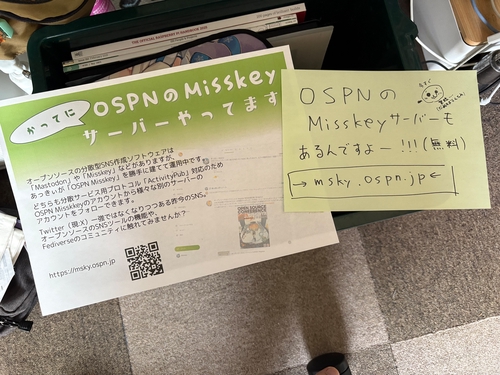 かってに
OSPNのMisskey
サーバーやってます
オープンソースの分散型SNS作成ソフトウェアは
「Mastodon」や「Misskey」などがありますが、
あっきぃが「OSPN Misskey」を勝手に建てて運用中です。
どちらも分散サービス用プロトコル「ActivityPub」対応のため
OSPN Misskeyのアカウントから様々な別のサーバーの
アカウントをフォローできます。
Twitter（現X）一強ではなくなりつつある昨今のSNS。
オープンソースのSNSツールの機能や、
Fediverseのコミュニティに触れてみませんか？
https://msky.ospn.jp
OSPNの
Misskeyサーバーも
あるんですよー!!!(無料)
→msky.ospn.jp←